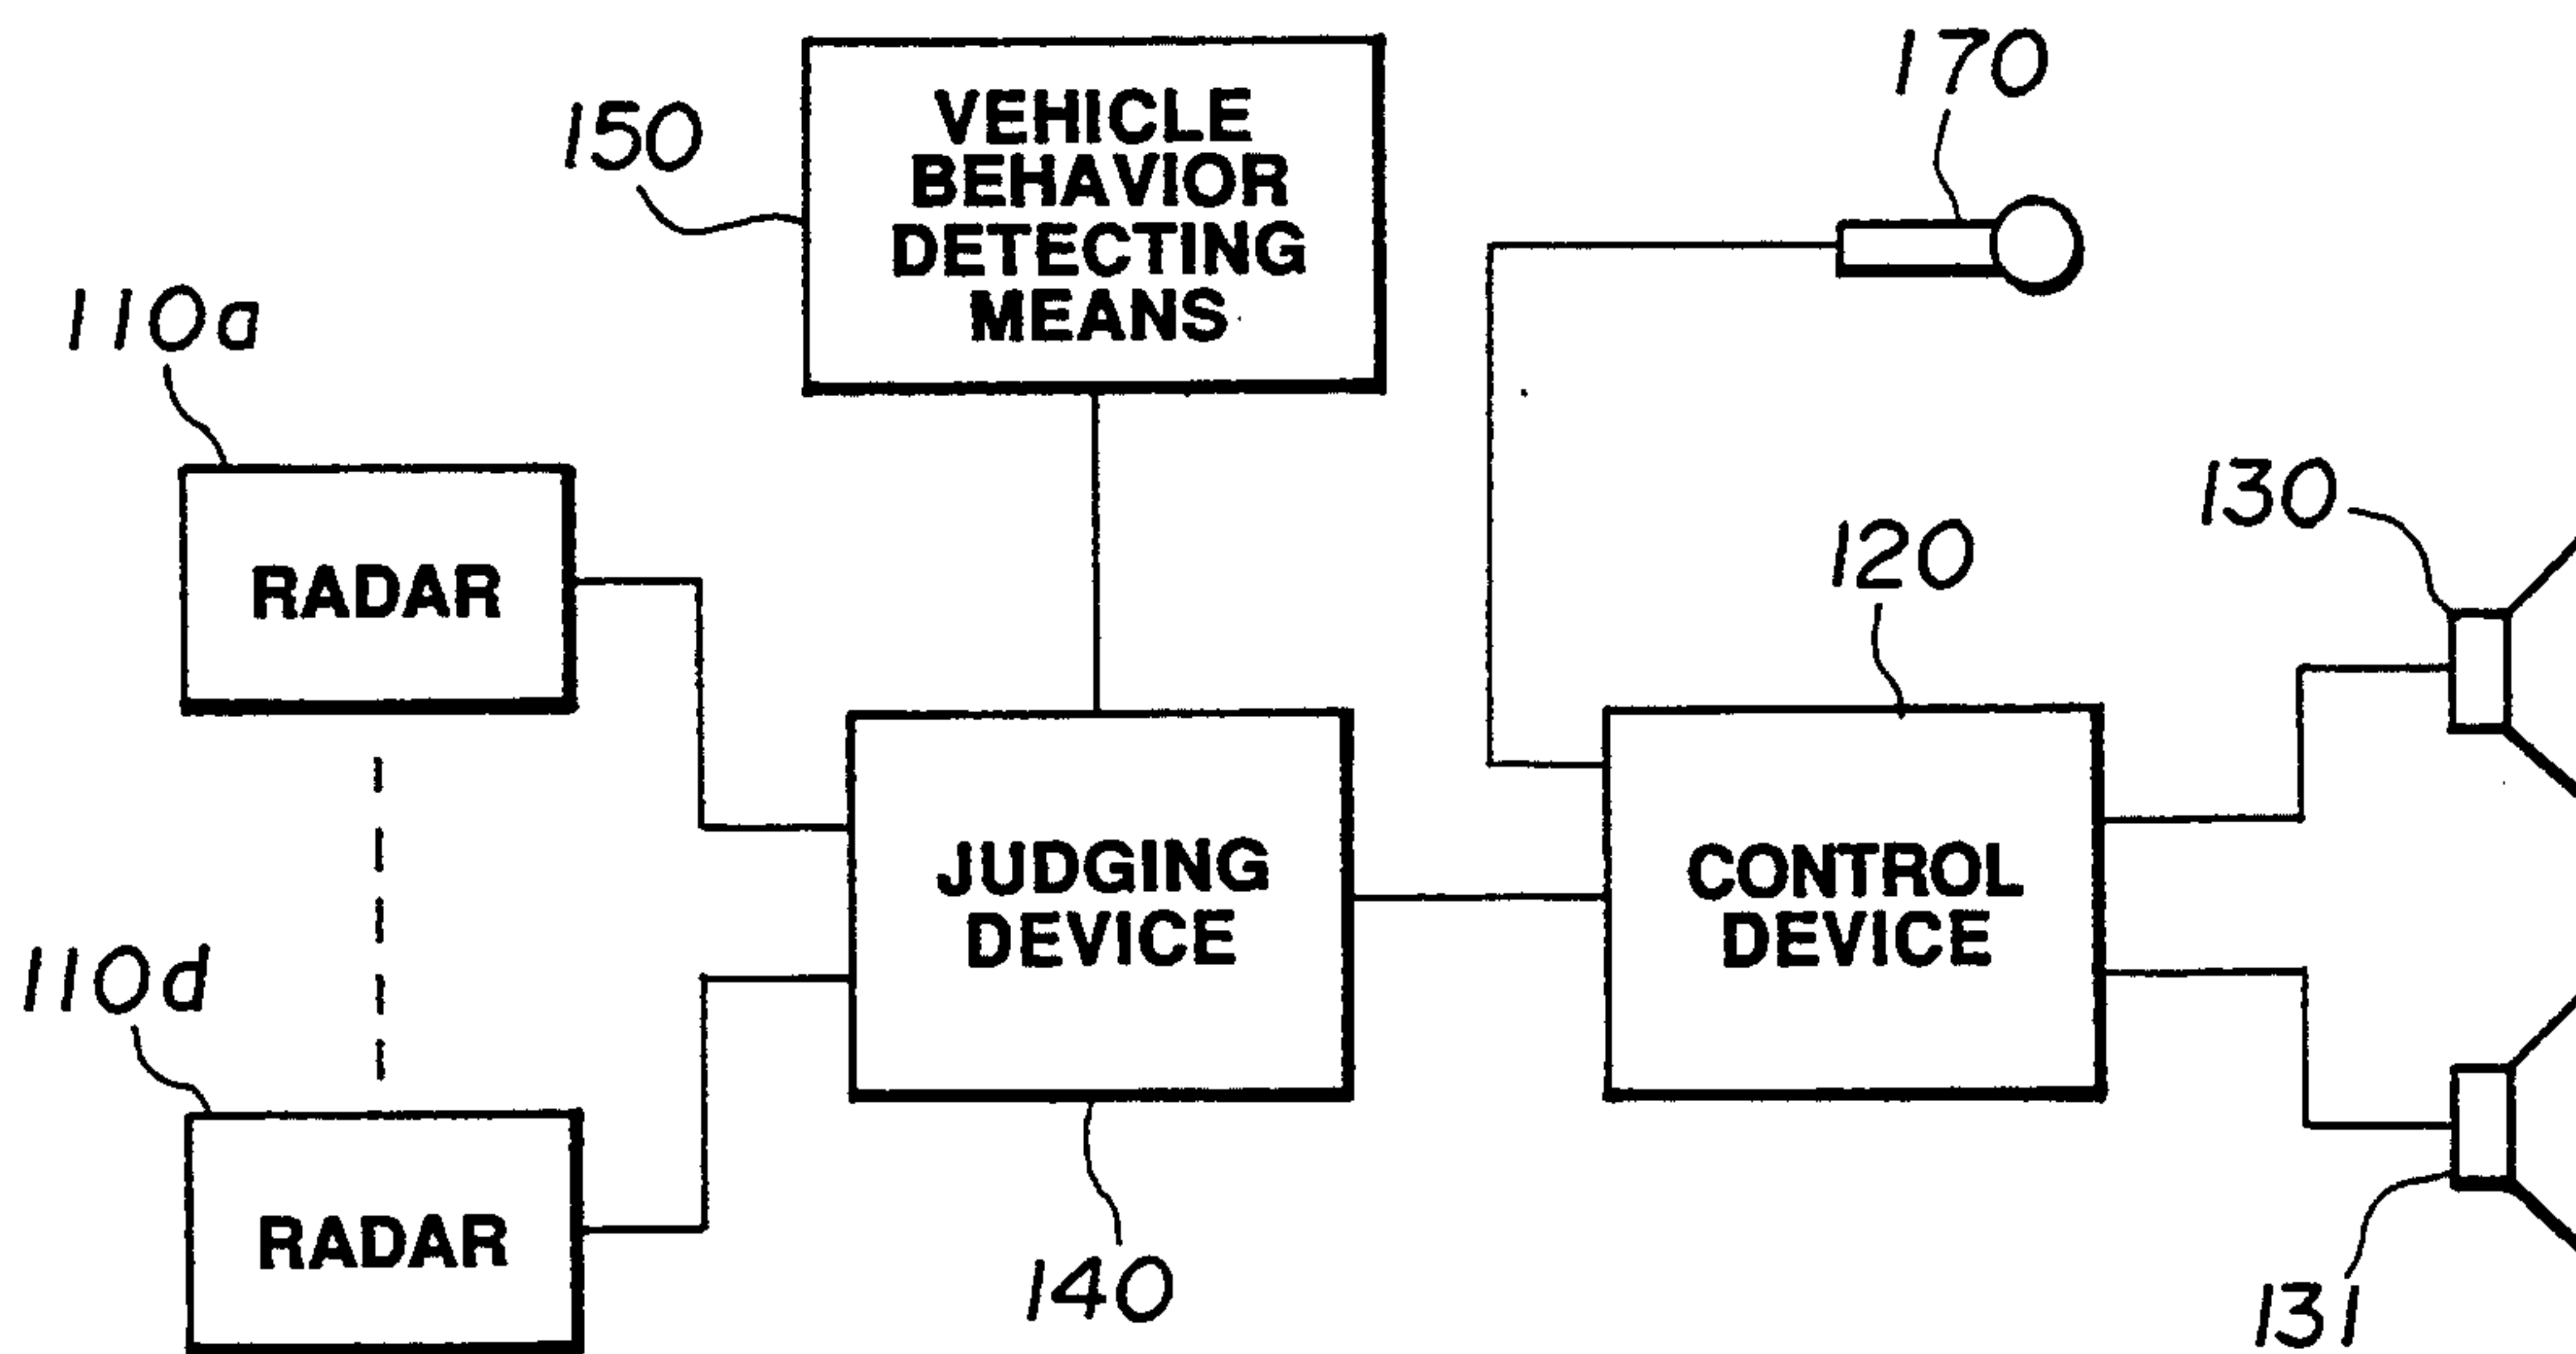 170
150
VEHICLE
BEHAVIOR
DETECTING
MEANS
110a
130
RADAR
120
JUDGING
DEVICE
CONTROL
DEVICE
110d
RADAR
140
131